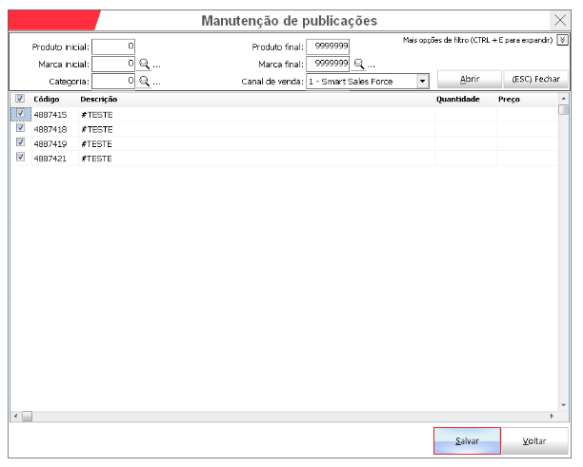 Manutenção de publicações
Mais opções de filtro (CTRL + E para expandir)
Produto inicial: 0 Produto final: 9999999
Marca inicial: 0 ... Marca final: 9999999 ...
Categoria: 0 ... Canal de venda: 1 - Smart Sales Force Abrir (ESC) Fechar
Código Descrição Quantidade Preço
4887415 #TESTE
4887418 #TESTE
4887419 #TESTE
4887421 #TESTE
Salvar Voltar